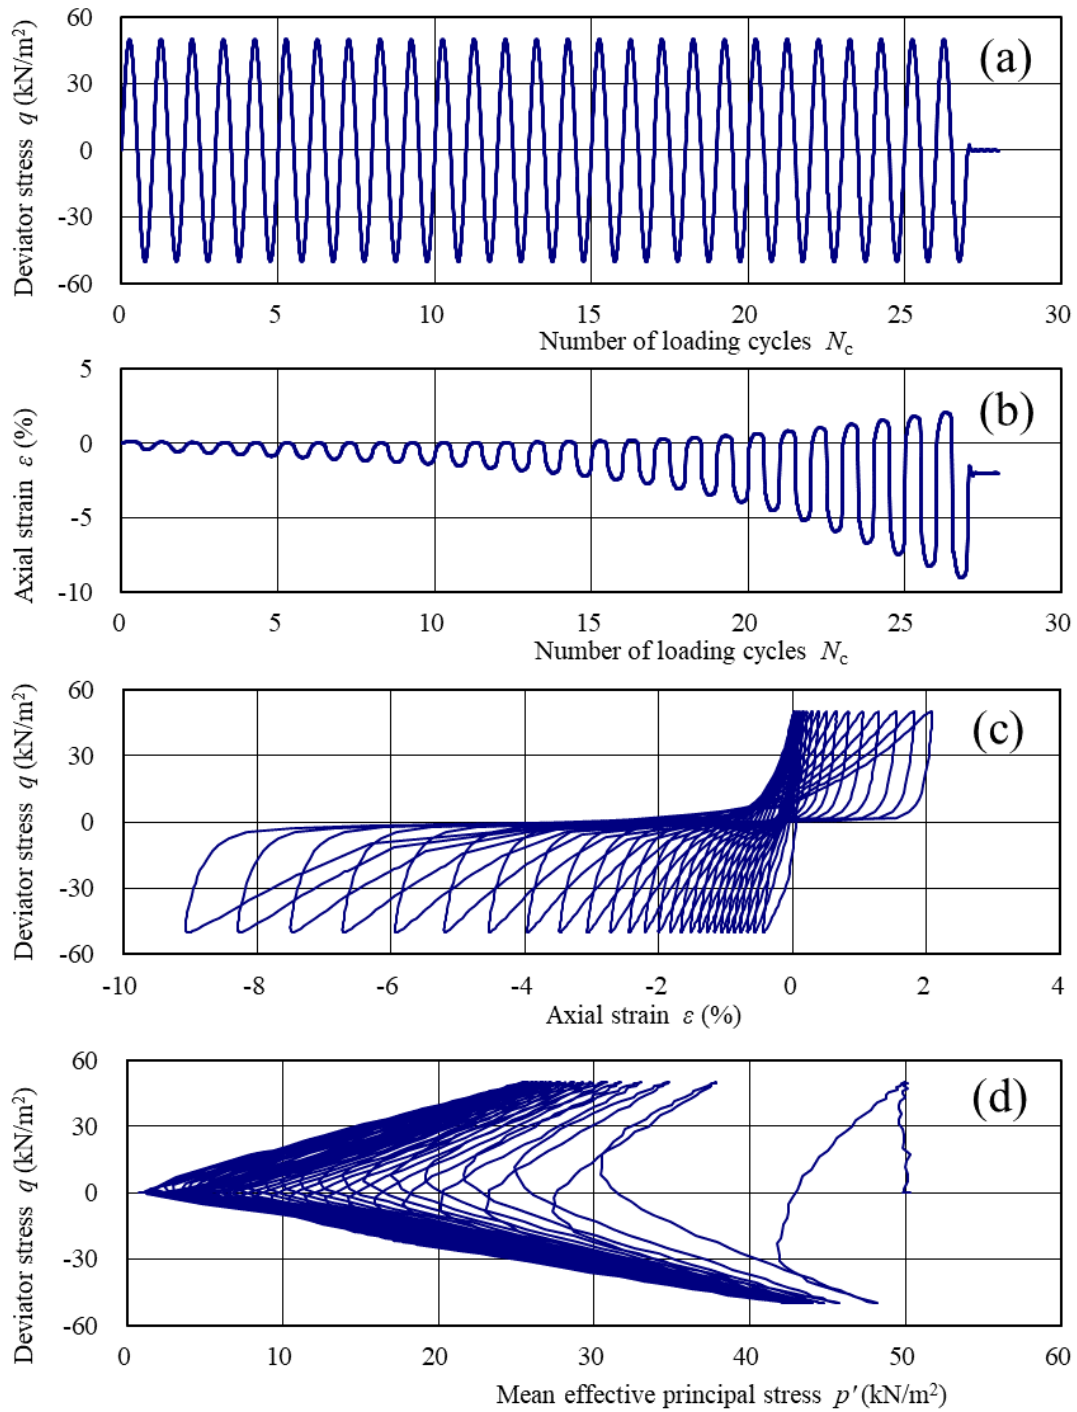 60
30
0
-30
-60
Deviator stress q (kN/m²)
(a)
0 5 10 15 20 25 30
Number of loading cycles N_c
5
0
-5
-10
Axial strain ε (%)
(b)
0 5 10 15 20 25 30
Number of loading cycles N_c
60
30
0
-30
-60
Deviator stress q (kN/m²)
(c)
-10 -8 -6 -4 -2 0 2 4
Axial strain ε (%)
60
30
0
-30
-60
Deviator stress q (kN/m²)
(d)
0 10 20 30 40 50 60
Mean effective principal stress p′ (kN/m²)